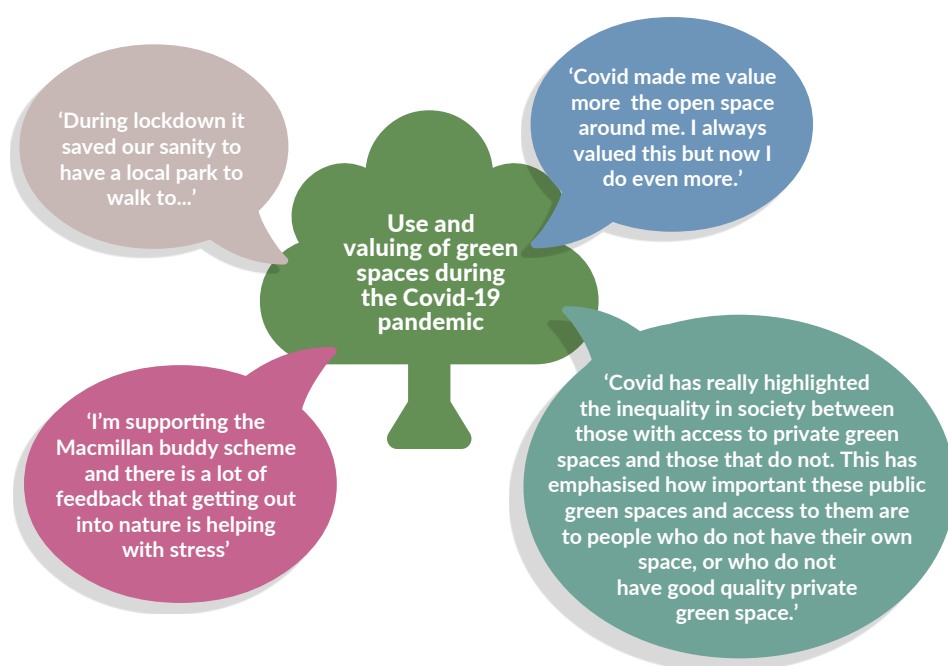 ‘During lockdown it
saved our sanity to
have a local park to
walk to...’
‘Covid made me value
more  the open space
around me. I always
valued this but now I
do even more.’
Use and
valuing of green
spaces during
the Covid-19
pandemic
‘I’m supporting the
Macmillan buddy scheme
and there is a lot of
feedback that getting out
into nature is helping
with stress’
‘Covid has really highlighted
the inequality in society between
those with access to private green
spaces and those that do not. This has
emphasised how important these public
green spaces and access to them are
to people who do not have their own
space, or who do not
have good quality private
green space.’